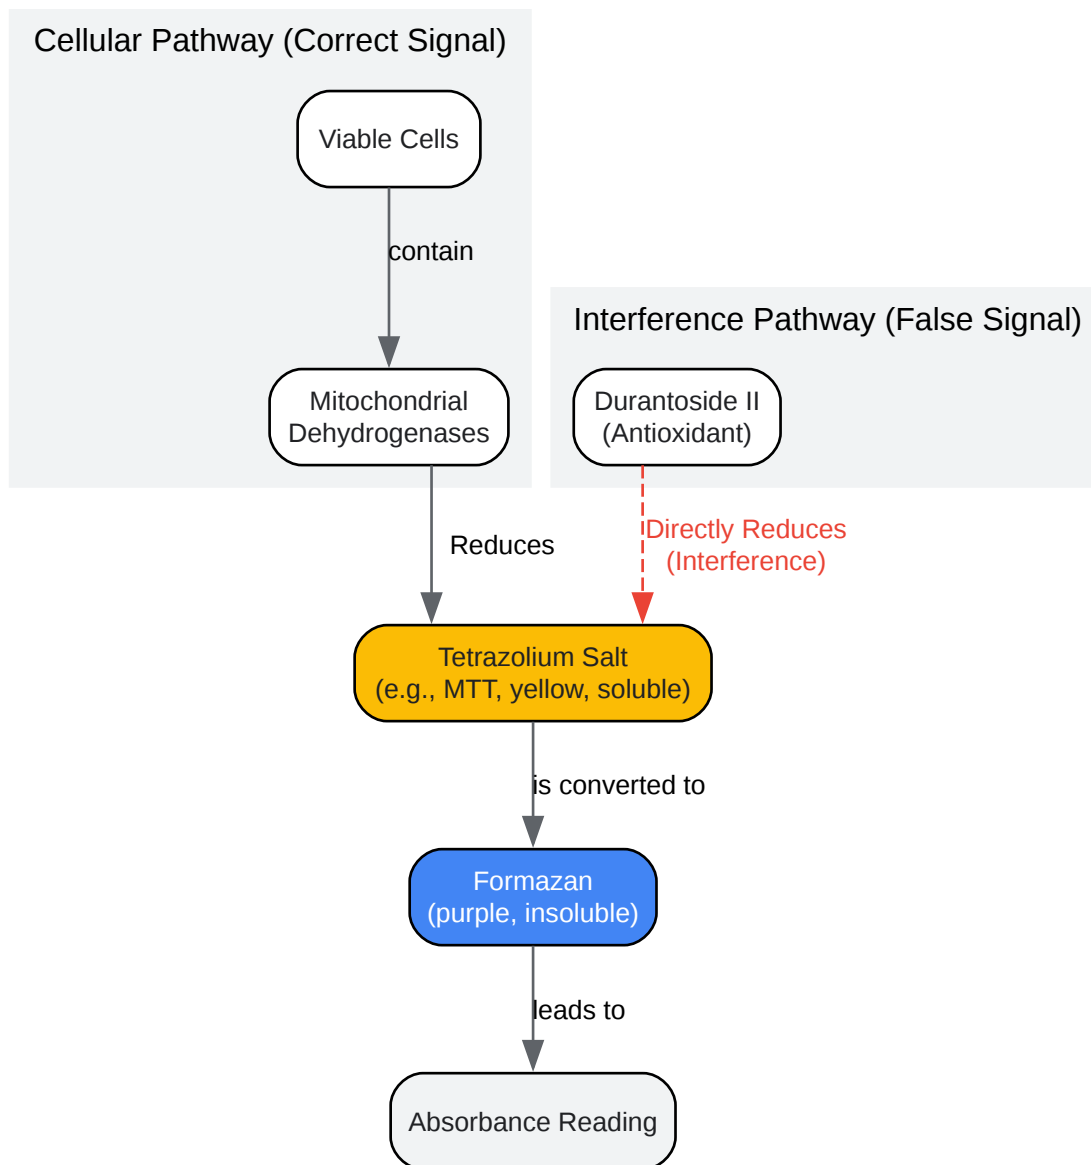 Cellular Pathway (Correct Signal)
Viable Cells
contain
Interference Pathway (False Signal)
Mitochondrial
Dehydrogenases
Durantoside II
(Antioxidant)
Reduces
Directly Reduces
(Interference)
Tetrazolium Salt
(e.g., MTT, yellow, soluble)
is converted to
Formazan
(purple, insoluble)
leads to
Absorbance Reading